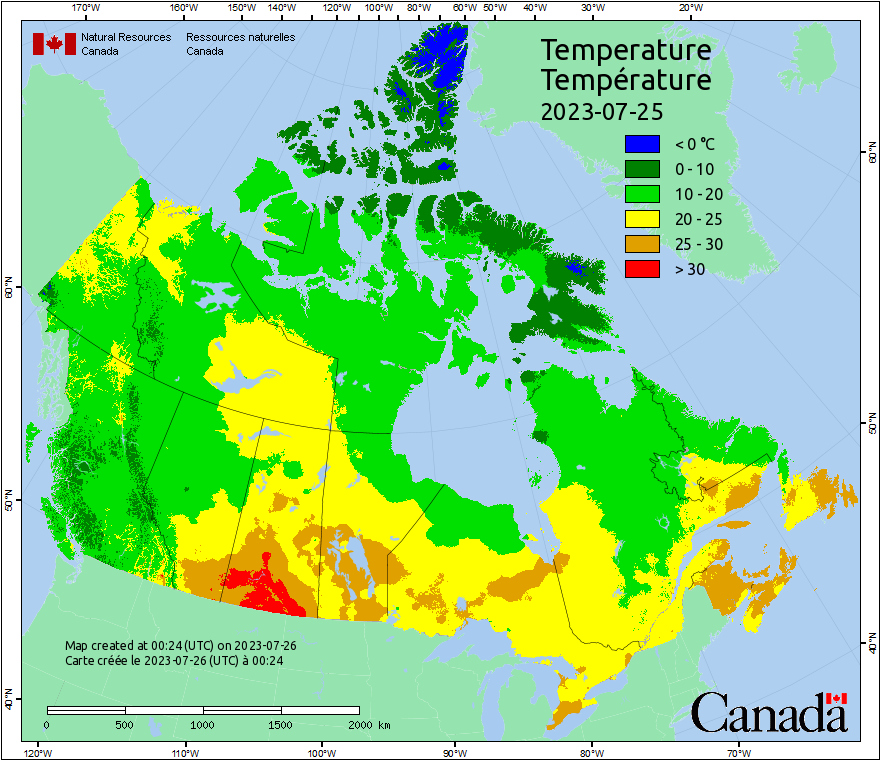 170°W 160°W 150°W 140°W 120°W 100°W 80°W 60°W 50°W 40°W 30°W 20°W
Natural Resources Ressources naturelles
Canada Canada
Temperature
Température
2023-07-25
< 0 °C
0 - 10
10 - 20
20 - 25
25 - 30
> 30
60°N
50°N
40°N
60°N
50°N
40°N
Map created at 00:24 (UTC) on 2023-07-26
Carte créée le 2023-07-26 (UTC) à 00:24
0 500 1000 1500 2000 km
Canada
120°W 110°W 100°W 90°W 80°W 70°W